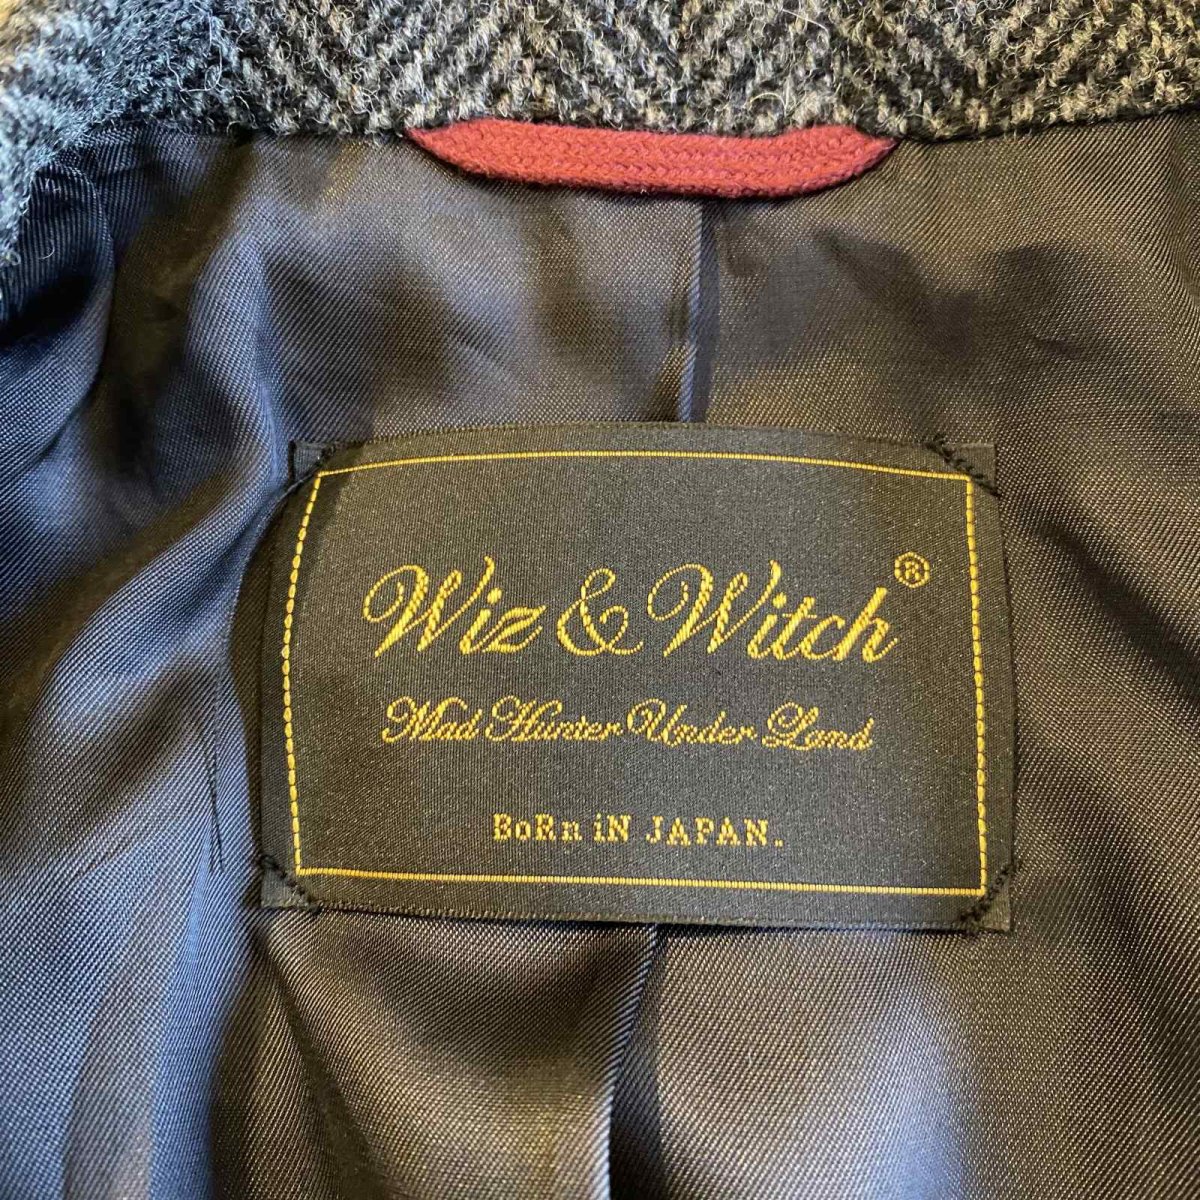 Wiz & Witch®
Mad Hunter Under Land
BoRn iN JAPAN.